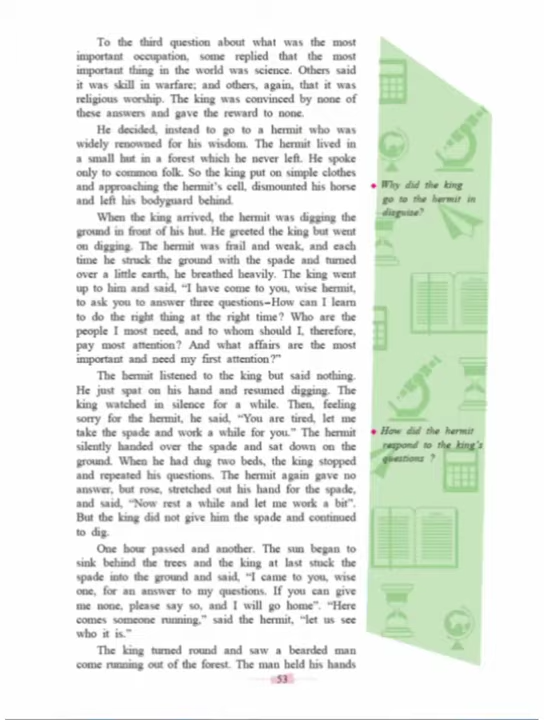 To the third question about what was the most
important occupation, some replied that the most
important thing in the world was science. Others said
it was skill in warfare; and others, again, that it was
religious worship. The king was convinced by none of
these answers and gave the reward to none.
He decided, instead to go to a hermit who was
widely renowned for his wisdom. The hermit lived in
a small hut in a forest which he never left. He spoke
only to common folk. So the king put on simple clothes
and approaching the hermit's cell, dismounted his horse
and left his bodyguard behind.
Why did the king
go to the hermit in
disguise?
When the king arrived, the hermit was digging the
ground in front of his hut. He greeted the king but went
on digging. The hermit was frail and weak, and each
time he struck the ground with the spade and turned
over a little earth, he breathed heavily. The king went
up to him and said, "I have come to you, wise hermit,
to ask you to answer three questions–How can I learn
to do the right thing at the right time? Who are the
people I most need, and to whom should I, therefore,
pay most attention? And what affairs are the most
important and need my first attention?"
The hermit listened to the king but said nothing.
He just spat on his hand and resumed digging. The
king watched in silence for a while. Then, feeling
sorry for the hermit, he said, "You are tired, let me
take the spade and work a while for you." The hermit
silently handed over the spade and sat down on the
ground. When he had dug two beds, the king stopped
and repeated his questions. The hermit again gave no
answer, but rose, stretched out his hand for the spade,
and said, "Now rest a while and let me work a bit".
But the king did not give him the spade and continued
to dig.
How did the hermit
respond to the king's
questions ?
One hour passed and another. The sun began to
sink behind the trees and the king at last stuck the
spade into the ground and said, "I came to you, wise
one, for an answer to my questions. If you can give
me none, please say so, and I will go home". "Here
comes someone running," said the hermit, "let us see
who it is."
The king turned round and saw a bearded man
come running out of the forest. The man held his hands
53